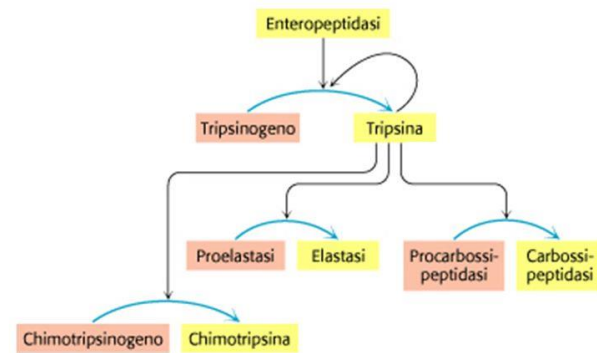 Enteropeptidasi
Tripsinogeno
Tripsina
Proelastasi
Elastasi
Procarbossi-
peptidasi
Carbossi-
peptidasi
Chimotripsinogeno
Chimotripsina